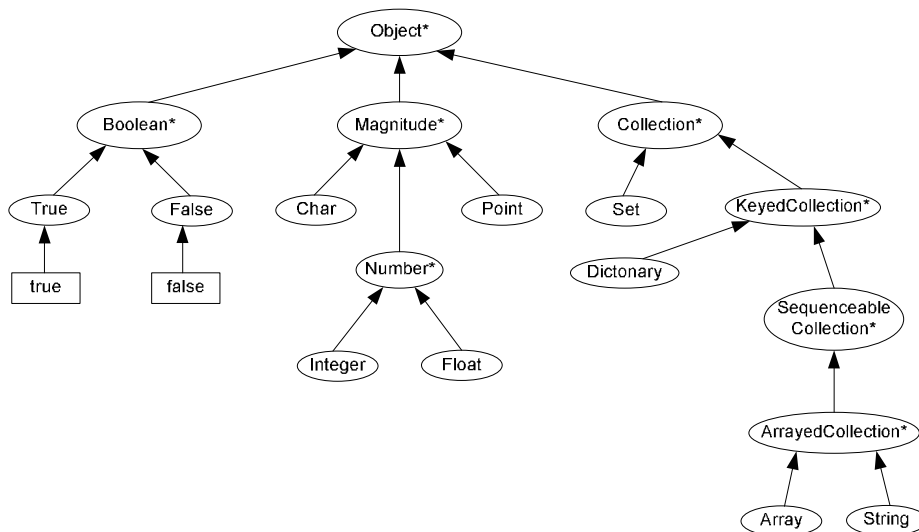 Object*
Boolean*
Magnitude*
Collection*
True
False
Char
Point
Set
KeyedCollection*
true
false
Number*
Dictonary
Sequenceable
Collection*
Integer
Float
ArrayedCollection*
Array
String